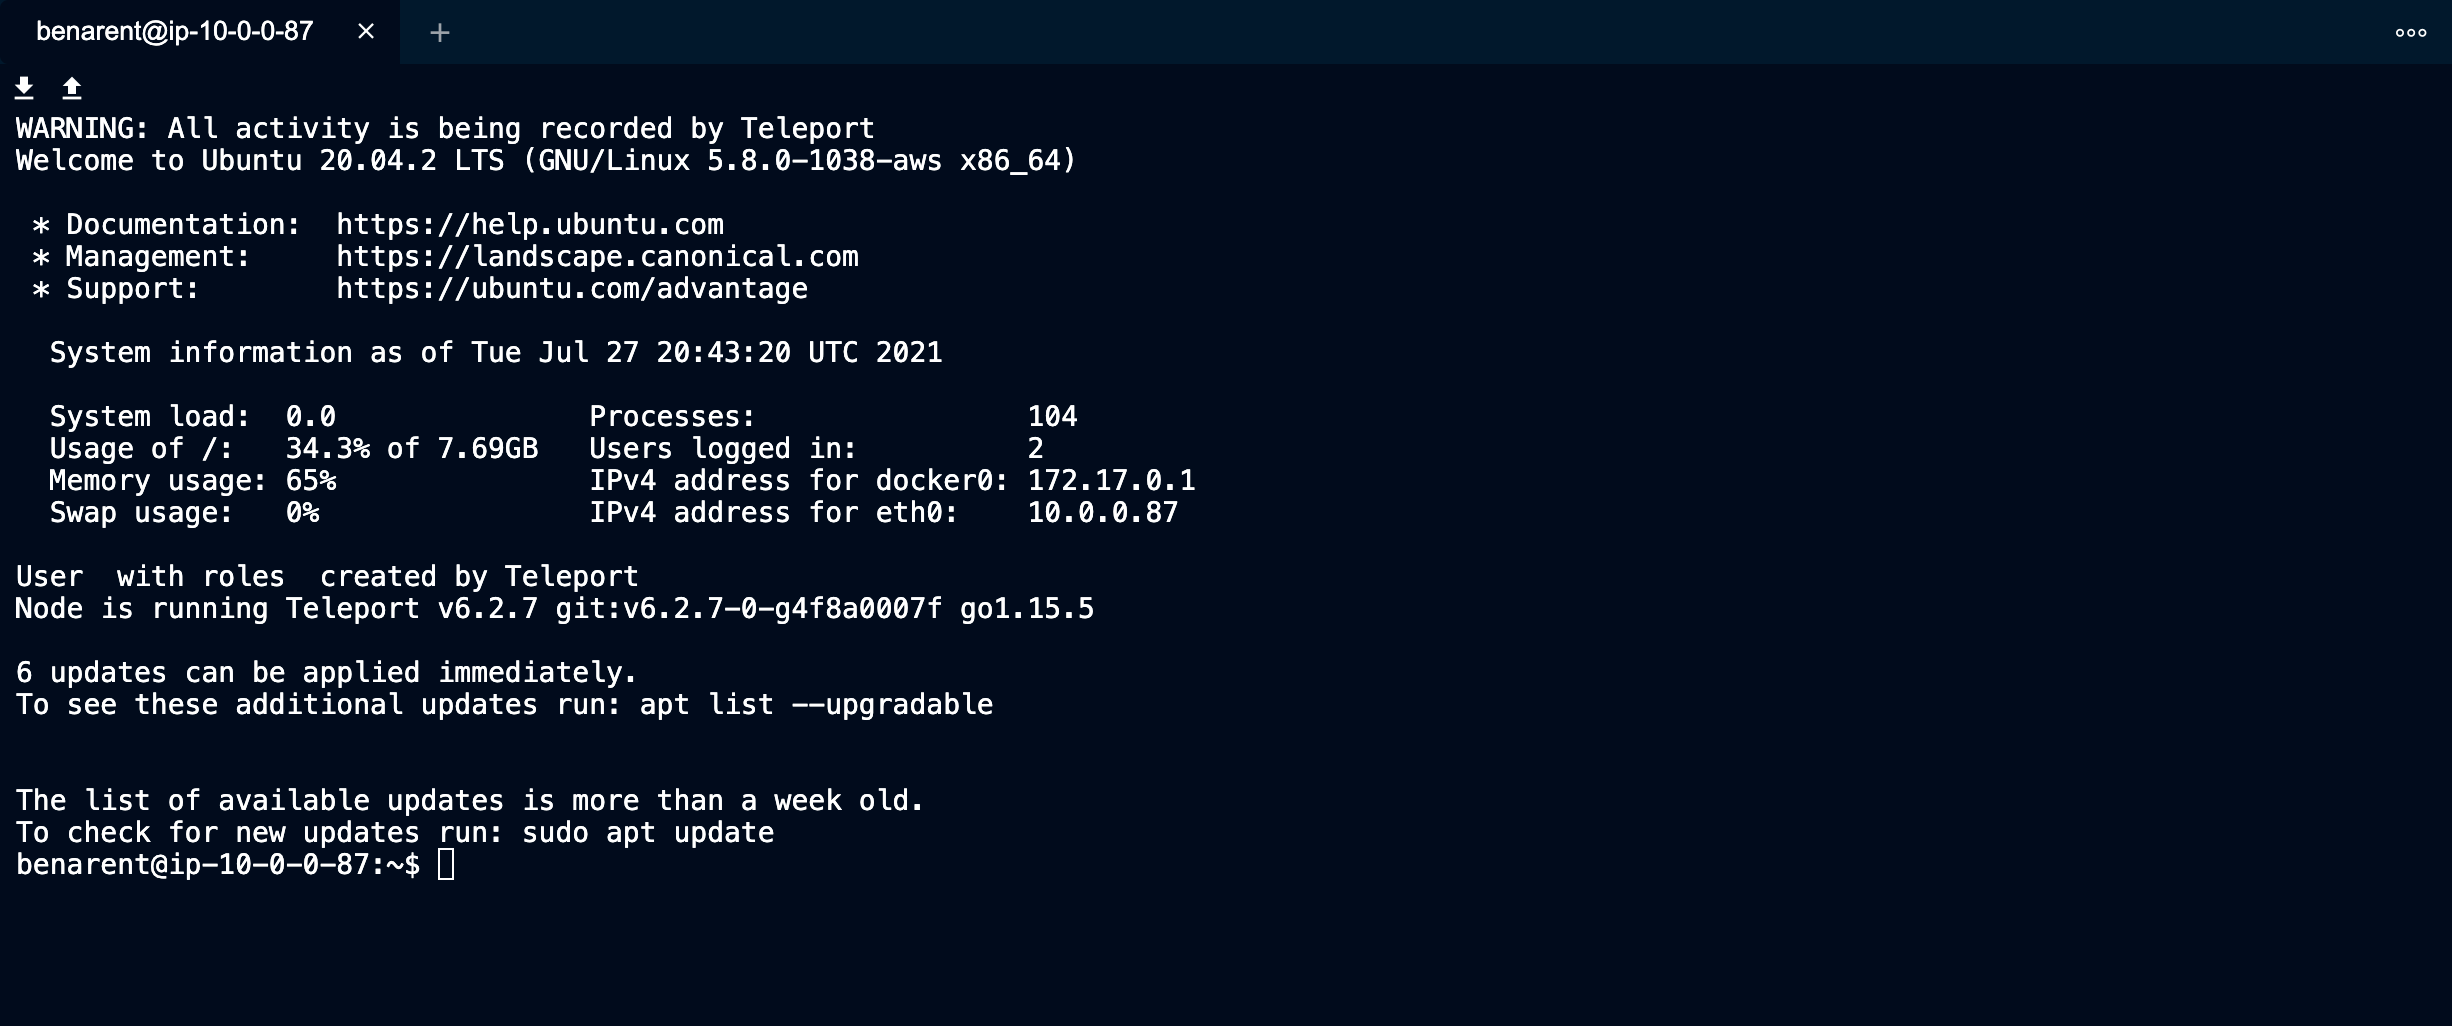 benarent@ip-10-0-0-87 × +
WARNING: All activity is being recorded by Teleport
Welcome to Ubuntu 20.04.2 LTS (GNU/Linux 5.8.0-1038-aws x86_64)
* Documentation:  https://help.ubuntu.com
* Management:     https://landscape.canonical.com
* Support:        https://ubuntu.com/advantage
System information as of Tue Jul 27 20:43:20 UTC 2021
System load:  0.0               Processes:                104
Usage of /:   34.3% of 7.69GB   Users logged in:          2
Memory usage: 65%               IPv4 address for docker0: 172.17.0.1
Swap usage:   0%                IPv4 address for eth0:    10.0.0.87
User  with roles  created by Teleport
Node is running Teleport v6.2.7 git:v6.2.7-0-g4f8a0007f go1.15.5
6 updates can be applied immediately.
To see these additional updates run: apt list --upgradable
The list of available updates is more than a week old.
To check for new updates run: sudo apt update
benarent@ip-10-0-0-87:~$